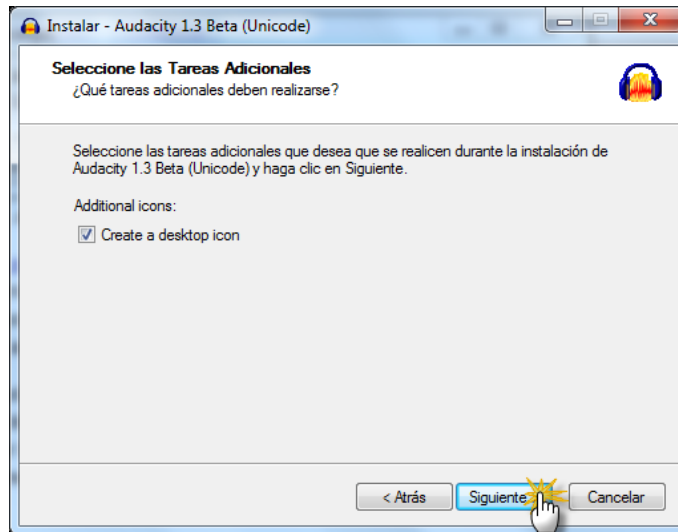 Instalar - Audacity 1.3 Beta (Unicode)
Seleccione las Tareas Adicionales
¿Qué tareas adicionales deben realizarse?
Seleccione las tareas adicionales que desea que se realicen durante la instalación de
Audacity 1.3 Beta (Unicode) y haga clic en Siguiente.
Additional icons:
Create a desktop icon
< Atrás
Siguiente
Cancelar